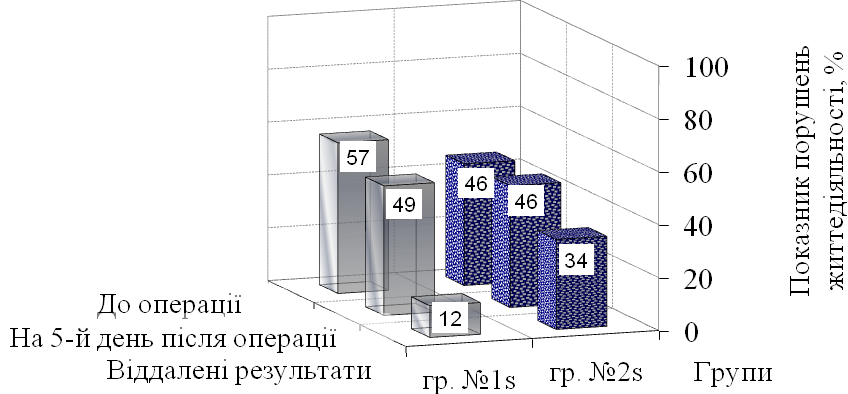 100
80
60
40
20
0
Показник порушень
життедіяльності, %
57
46
49
46
34
12
До операції
На 5-й день після операції
Віддалені результати
гр. №1s
гр. №2s
Групи